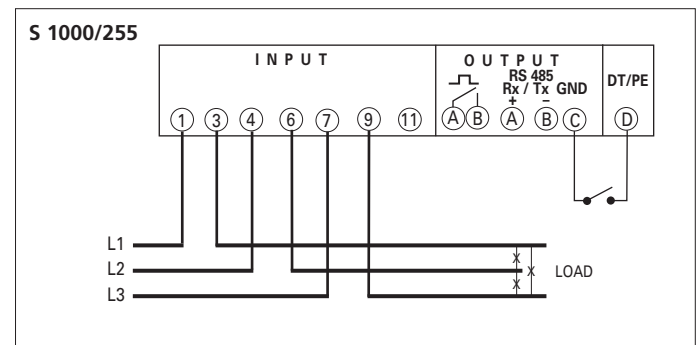 S 1000/255
INPUT
OUTPUT
RS 485
Rx / Tx GND
+ –
DT/PE
1 3 4 6 7 9 11 A B A B C D
L1
L2
L3
x
x
x
LOAD